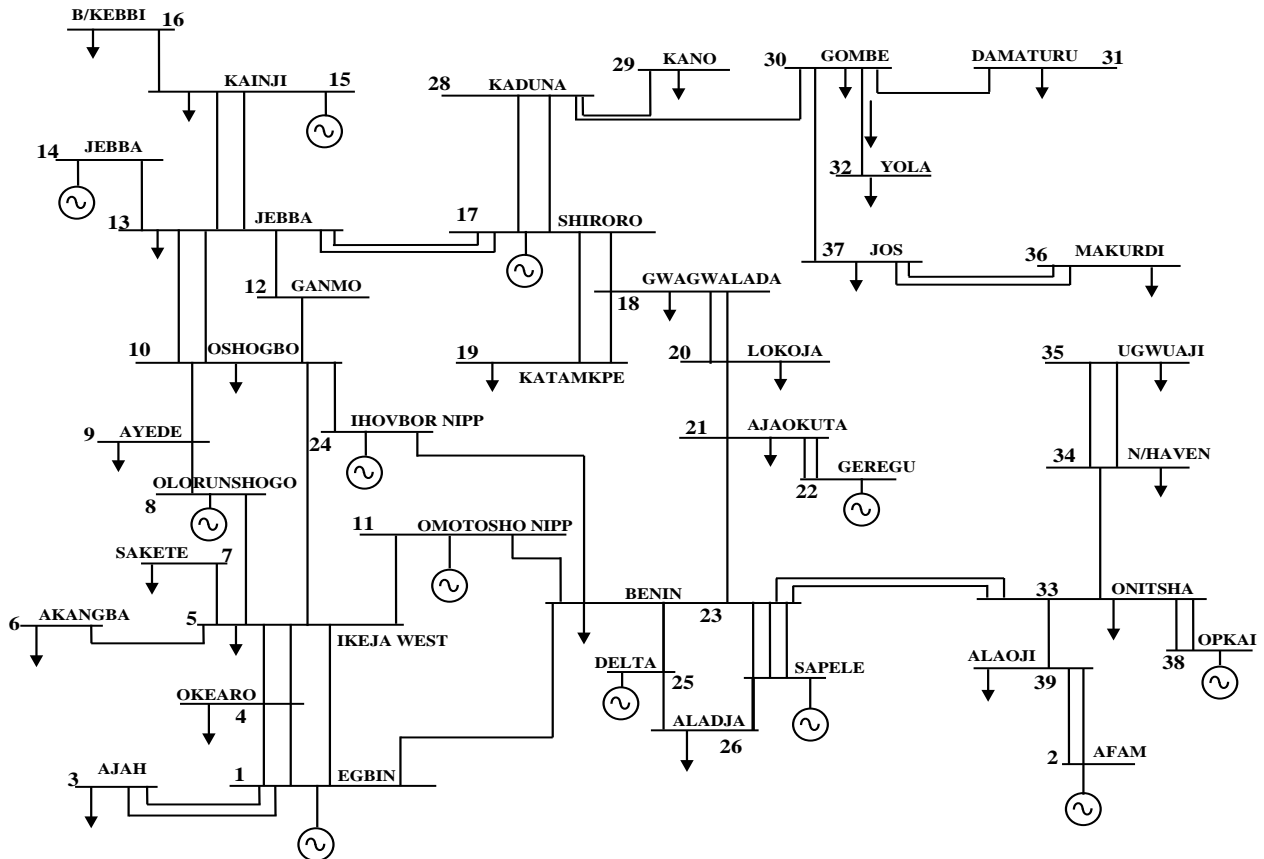 B/KEBBI 16
KAINJI 15
28 KADUNA
29 KANO
30 GOMBE
DAMATURU 31
14 JEBBA
32 YOLA
13 JEBBA
17 SHIRORO
37 JOS
36 MAKURDI
12 GANMO
GWAGWALADA
18
10 OSHOGBO
19
KATAMKPE
20 LOKOJA
35 UGWUAJI
9 AYEDE
24 IHOVBOR NIPP
21 AJAOKUTA
22 GEREGU
34 N/HAVEN
OLORUNSHOGO
8
11 OMOTOSHO NIPP
SAKETE 7
BENIN
23
33 ONITSHA
6 AKANGBA
5 IKEJA WEST
DELTA
25
SAPELE
ALAOJI
39
OPKAI
38
OKEARO
4
ALADJA
26
2 AFAM
3 AJAH
1 EGBIN